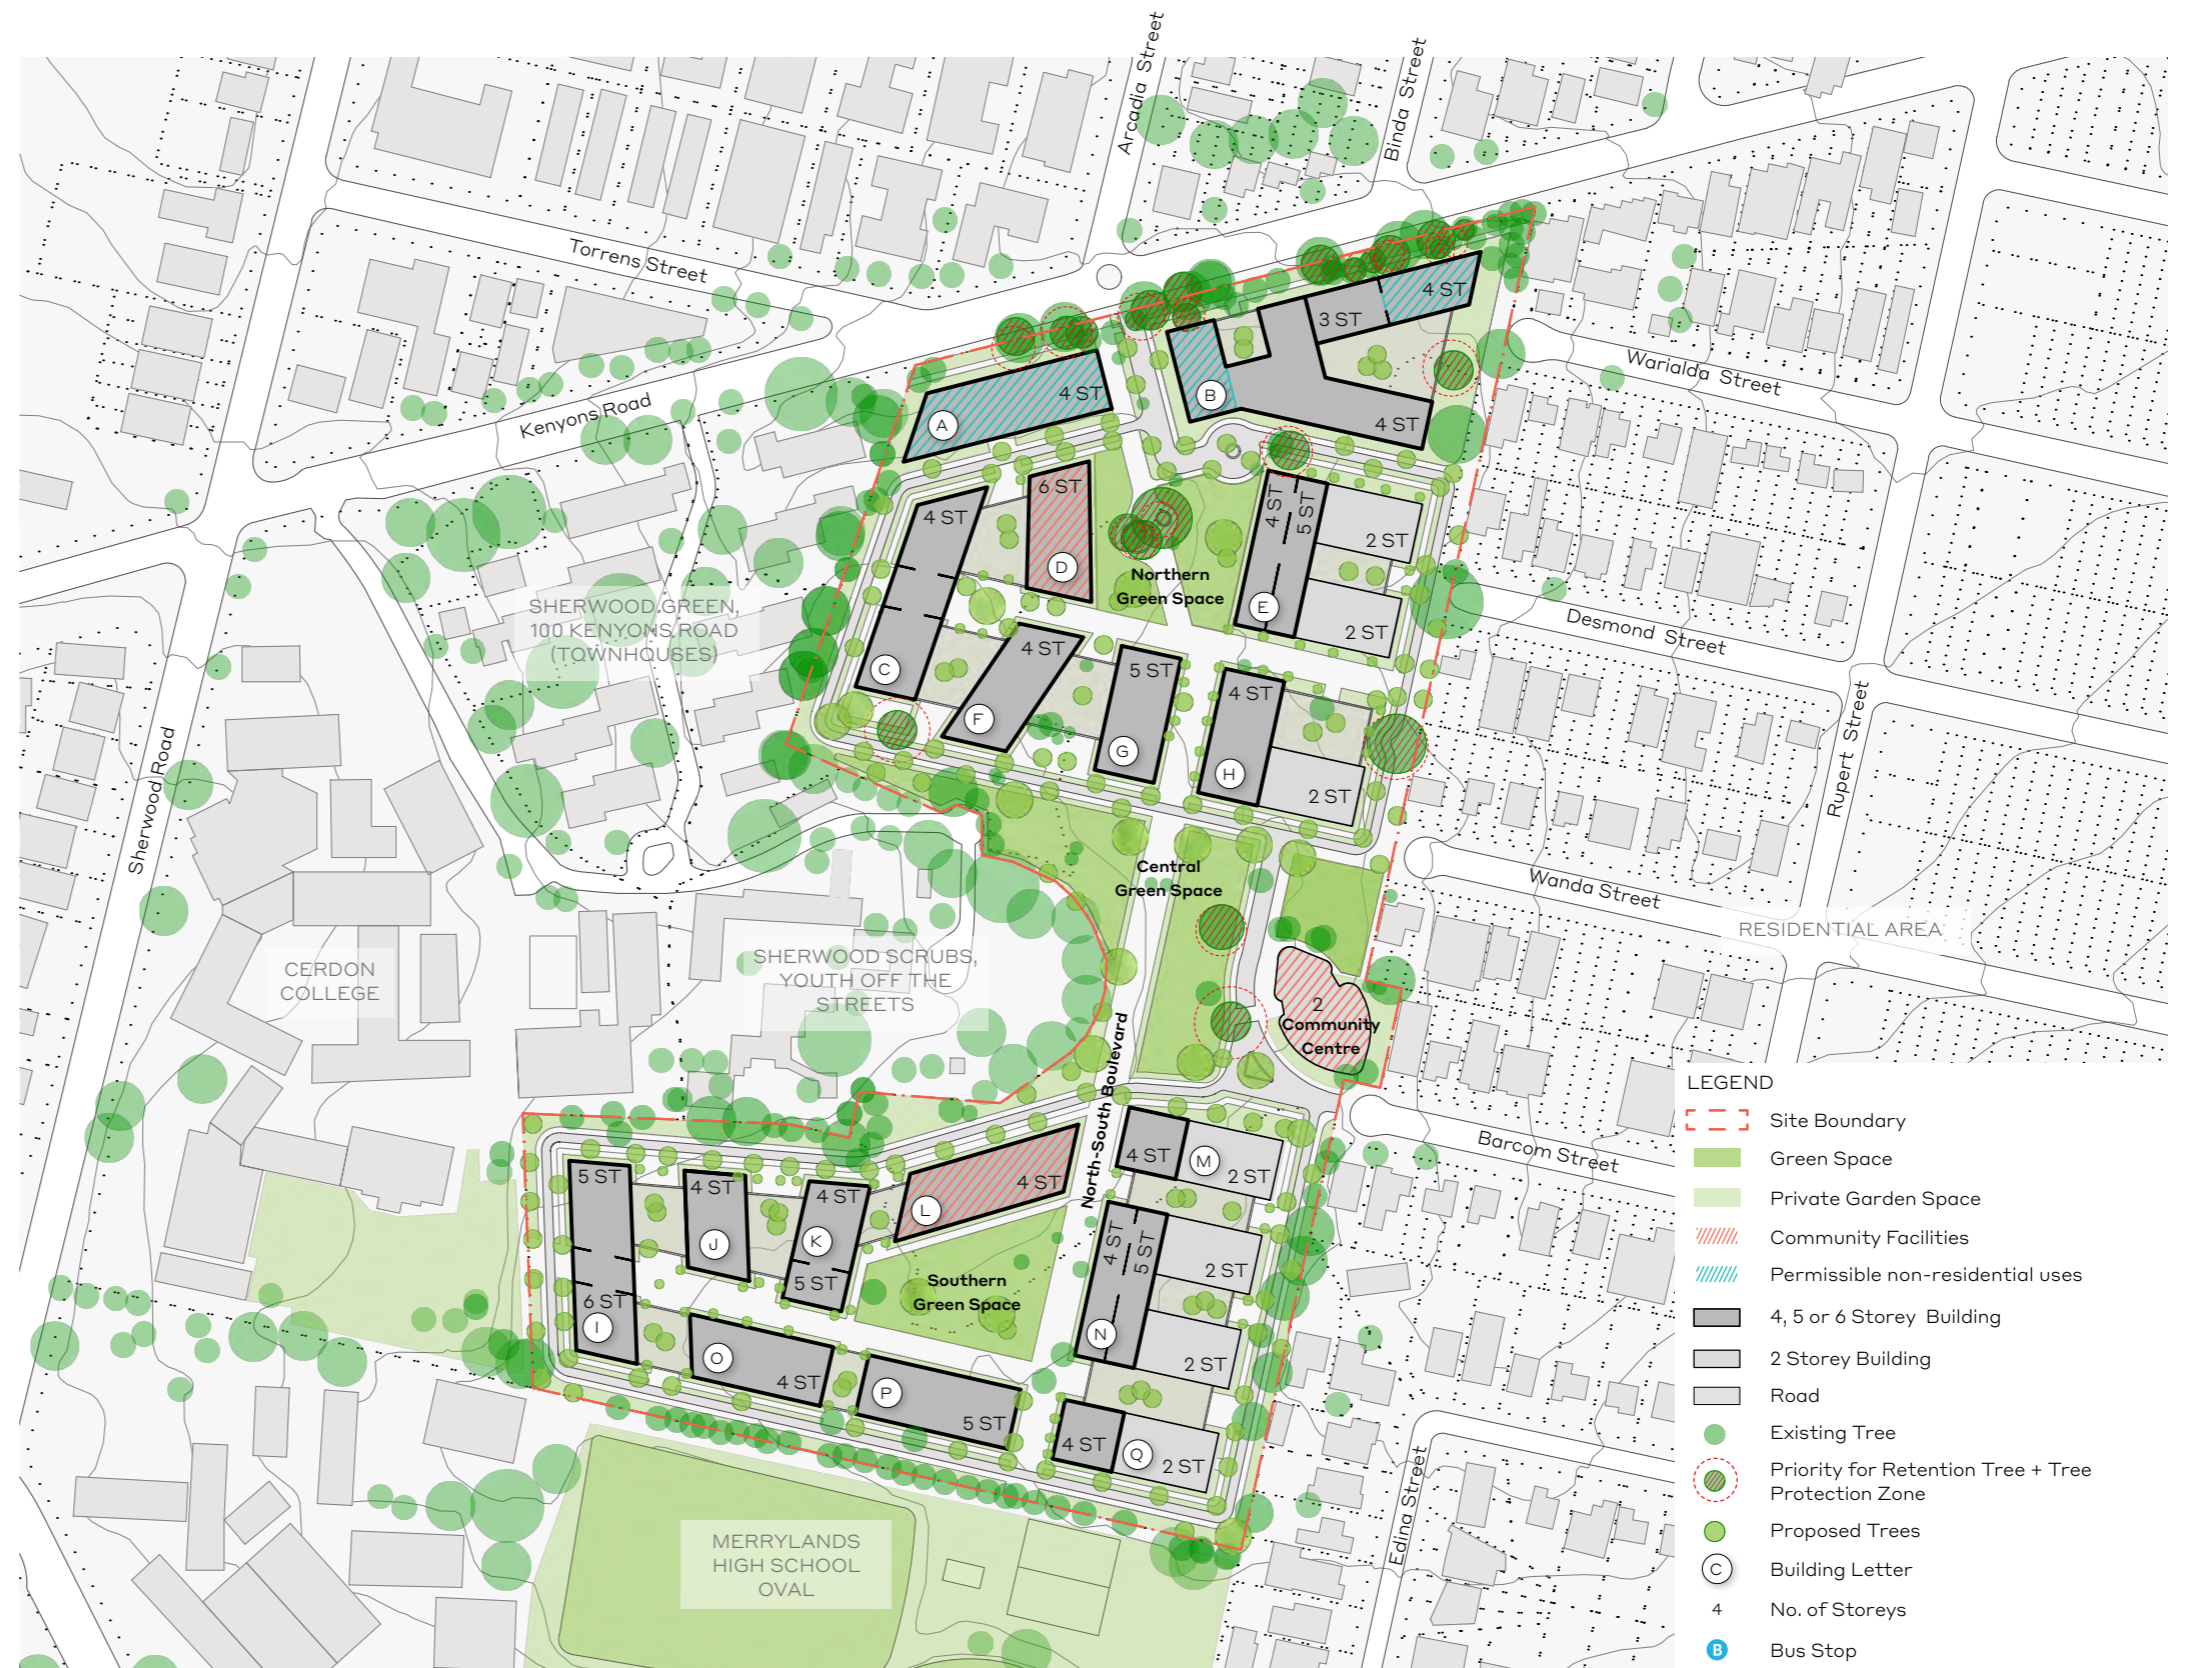 Arcadia Street
Binda Street
Torrens Street
Kenyons Road
Warialda Street
Desmond Street
Rupert Street
Wanda Street
Barcom Street
Edina Street
Sherwood Road
North-South Boulevard
SHERWOOD GREEN,
100 KENYONS ROAD
(TOWNHOUSES)
CERDON
COLLEGE
SHERWOOD SCRUBS,
YOUTH OFF THE
STREETS
RESIDENTIAL AREA
MERRYLANDS
HIGH SCHOOL
OVAL
4 ST
A
B
3 ST
4 ST
4 ST
4 ST
C
6 ST
D
Northern
Green Space
4 ST
5 ST
E
2 ST
2 ST
4 ST
F
5 ST
G
4 ST
H
2 ST
Central
Green Space
2
Community
Centre
5 ST
6 ST
I
4 ST
J
4 ST
K
5 ST
4 ST
L
Southern
Green Space
4 ST
M
2 ST
4 ST
5 ST
N
2 ST
2 ST
O
4 ST
P
5 ST
4 ST
Q
2 ST
LEGEND
Site Boundary
Green Space
Private Garden Space
Community Facilities
Permissible non-residential uses
4, 5 or 6 Storey Building
2 Storey Building
Road
Existing Tree
Priority for Retention Tree + Tree
Protection Zone
Proposed Trees
C Building Letter
4 No. of Storeys
B Bus Stop